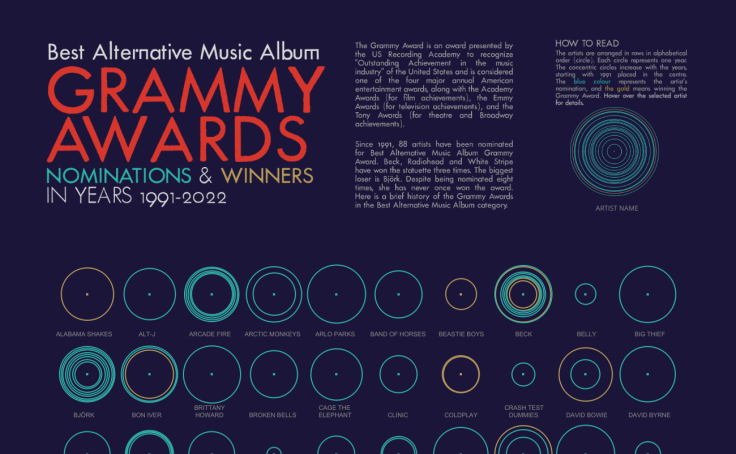 Best Alternative Music Album
GRAMMY
AWARDS
NOMINATIONS & WINNERS
IN YEARS 1991-2022
The Grammy Award is an award presented by
the US Recording Academy to recognize
"Outstanding Achievement in the music
industry" of the United States and is considered
one of the four major annual American
entertainment awards, along with the Academy
Awards (for film achievements), the Emmy
Awards (for television achievements), and the
Tony Awards (for theatre and Broadway
achievements).
Since 1991, 88 artists have been nominated
for Best Alternative Music Album Grammy
Award. Beck, Radiohead and White Stripe
have won the statuette three times. The biggest
loser is Björk. Despite being nominated eight
times, she has never once won the award.
Here is a brief history of the Grammy Awards
in the Best Alternative Music Album category.
HOW TO READ
The artists are arranged in rows in alphabetical
order (circle). Each circle represents one year.
The concentric circles increase with the years,
starting with 1991 placed in the centre.
The blue colour represents the artist's
nomination, and the gold means winning the
Grammy Award. Hover over the selected artist
for details.
ARTIST NAME
ALABAMA SHAKES ALT-J ARCADE FIRE ARCTIC MONKEYS ARLO PARKS BAND OF HORSES BEASTIE BOYS BECK BELLY BIG THIEF
BJÖRK BON IVER BRITTANY HOWARD BROKEN BELLS CAGE THE ELEPHANT CLINIC COLDPLAY CRASH TEST DUMMIES DAVID BOWIE DAVID BYRNE